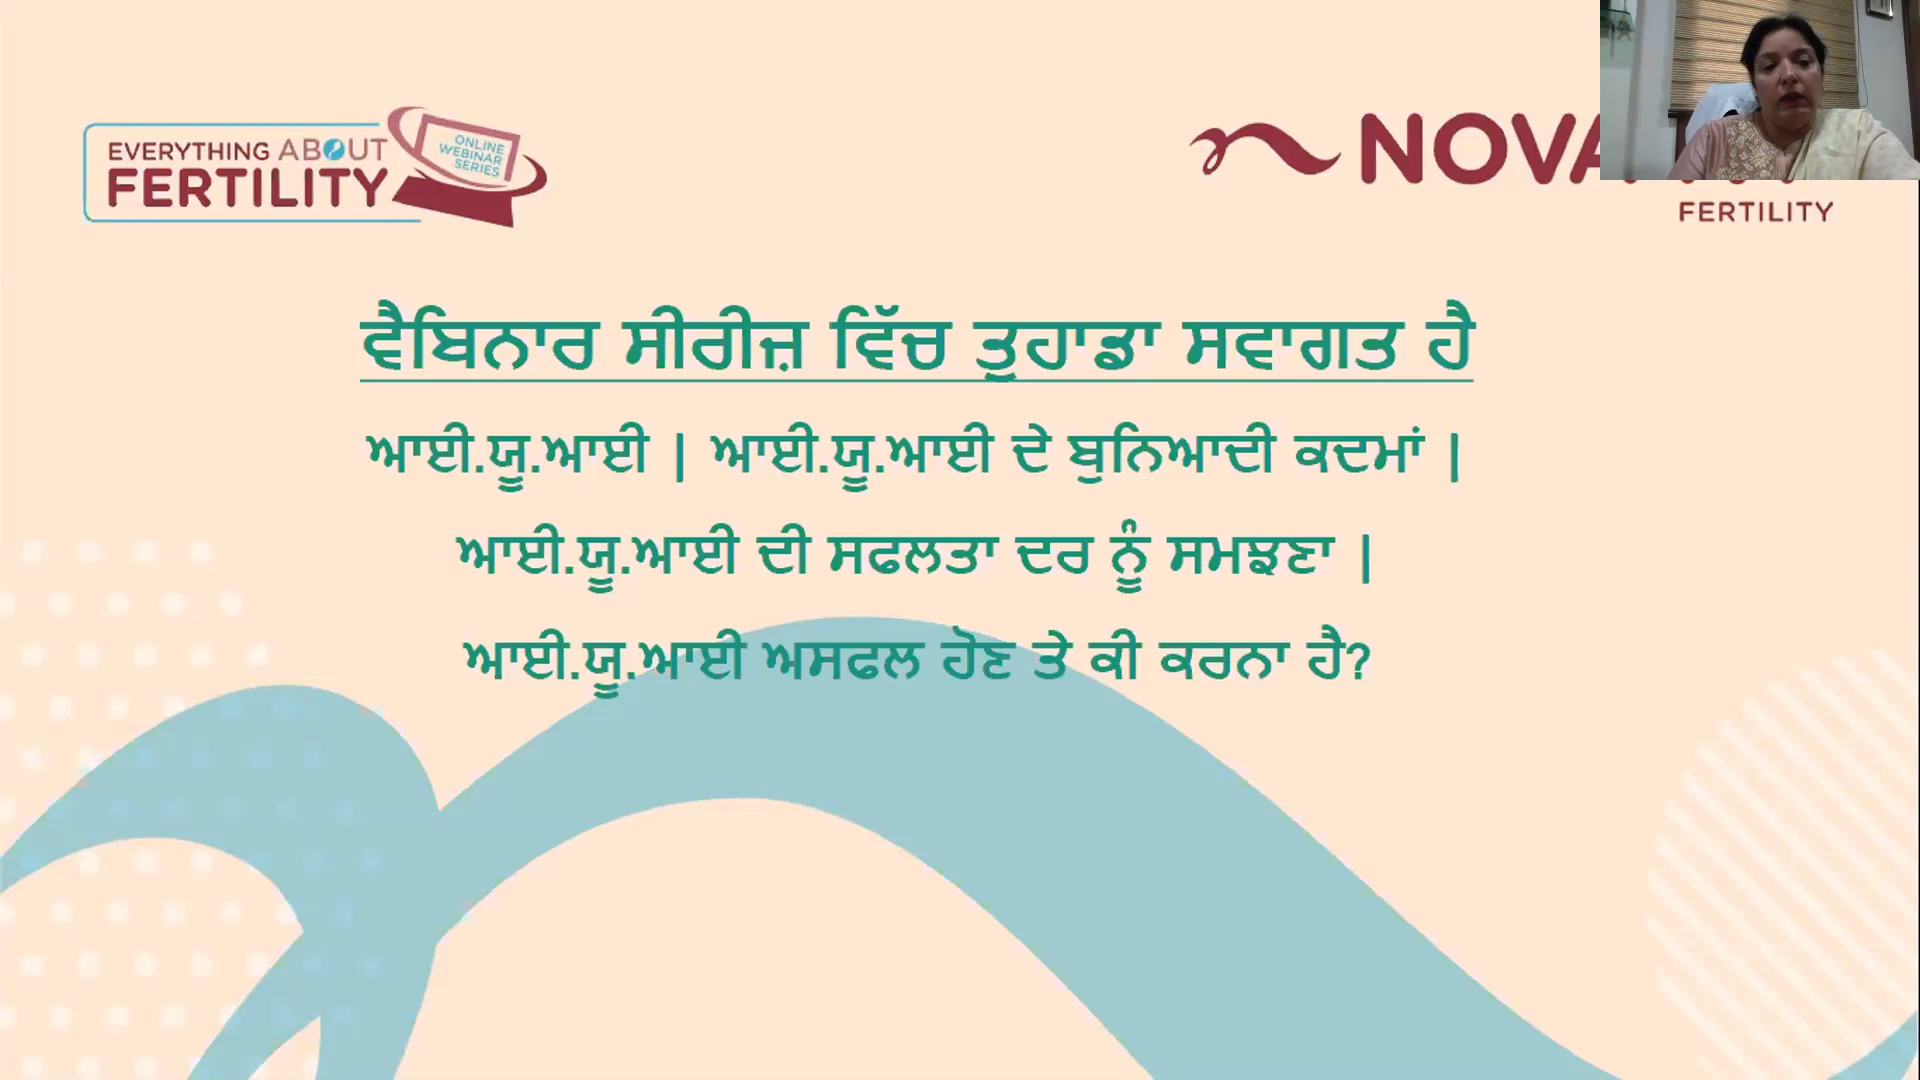 EVERYTHING ABOUT
FERTILITY
ONLINE
WEBINAR
SERIES
FERTILITY
ਵੈਬਿਨਾਰ ਸੀਰੀਜ਼ ਵਿੱਚ ਤੁਹਾਡਾ ਸਵਾਗਤ ਹੈ
ਆਈ.ਯੂ.ਆਈ | ਆਈ.ਯੂ.ਆਈ ਦੇ ਬੁਨਿਆਦੀ ਕਦਮਾਂ |
ਆਈ.ਯੂ.ਆਈ ਦੀ ਸਫਲਤਾ ਦਰ ਨੂੰ ਸਮਝਣਾ |
ਆਈ.ਯੂ.ਆਈ ਅਸਫਲ ਹੋਣ ਤੇ ਕੀ ਕਰਨਾ ਹੈ?